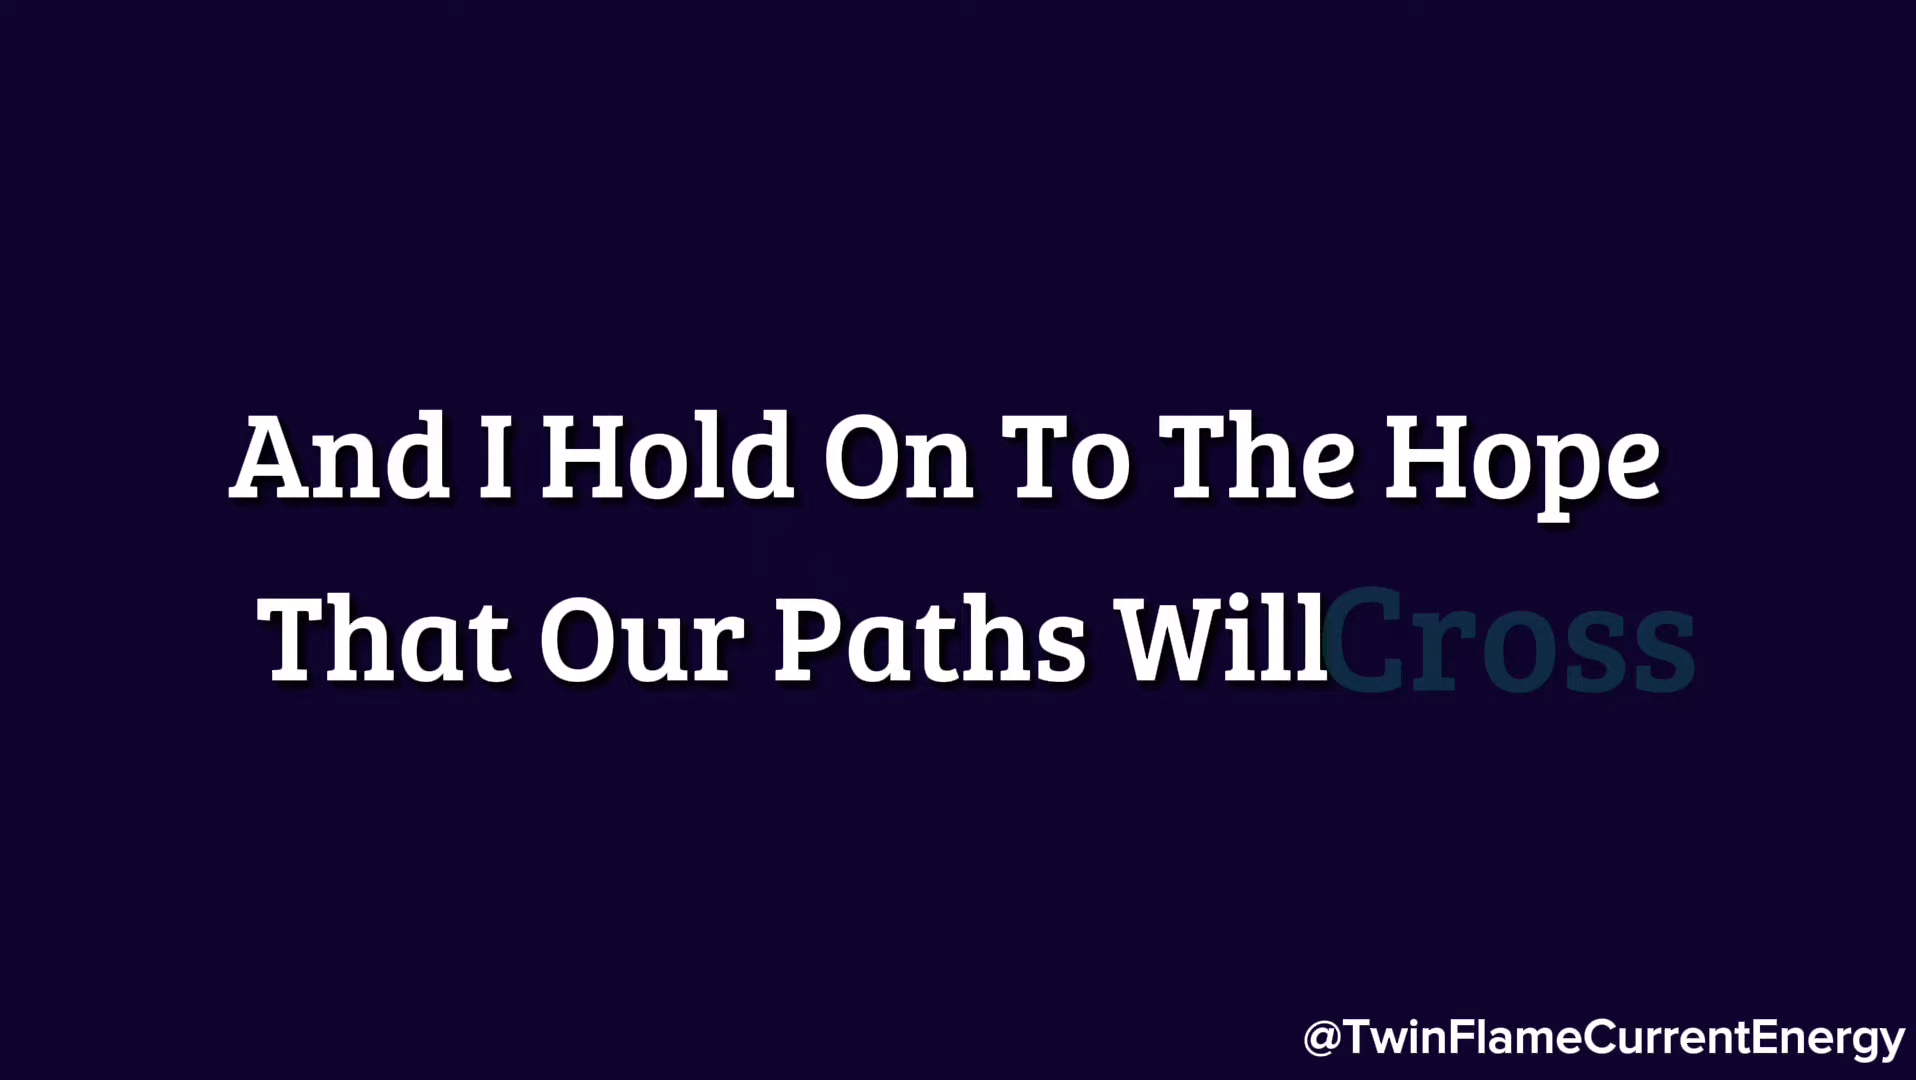 And I Hold On To The Hope
That Our Paths Will Cross
@TwinFlameCurrentEnergy